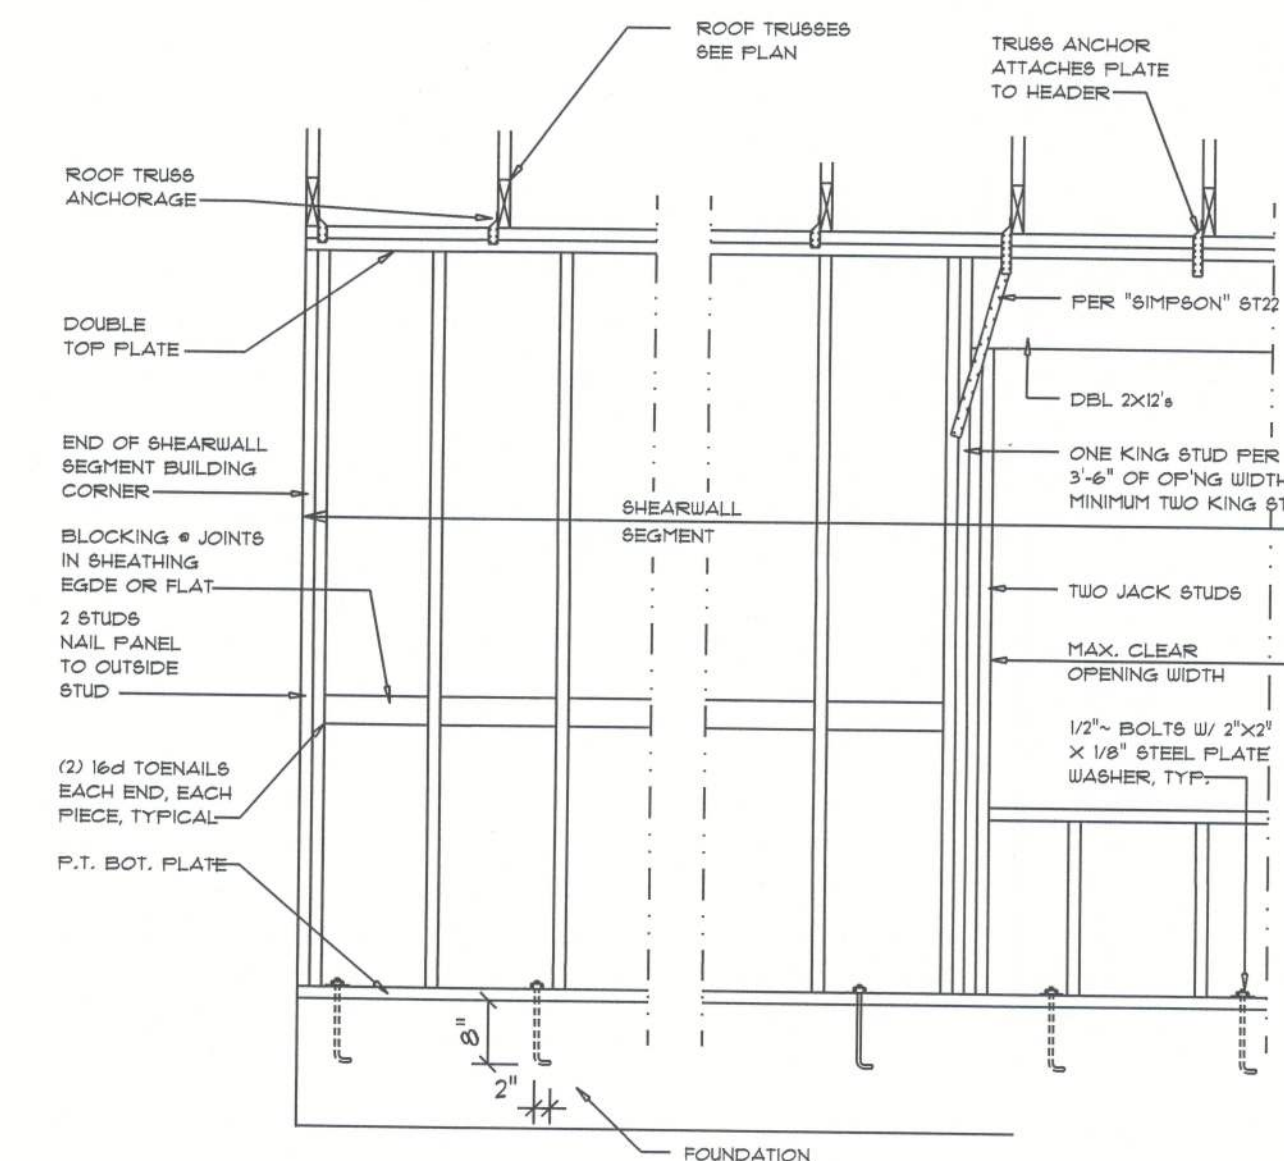 ROOF TRUSSES
SEE PLAN
TRUSS ANCHOR
ATTACHES PLATE
TO HEADER
ROOF TRUSS
ANCHORAGE
DOUBLE
TOP PLATE
PER "SIMPSON" ST22
DBL 2X12's
END OF SHEARWALL
SEGMENT BUILDING
CORNER
ONE KING STUD PER
3'-6" OF OP'NG WIDTH
MINIMUM TWO KING ST
SHEARWALL
SEGMENT
BLOCKING @ JOINTS
IN SHEATHING
EGDE OR FLAT
2 STUDS
NAIL PANEL
TO OUTSIDE
STUD
TWO JACK STUDS
MAX. CLEAR
OPENING WIDTH
1/2"~ BOLTS W/ 2"X2"
X 1/8" STEEL PLATE
WASHER, TYP.
(2) 16d TOENAILS
EACH END, EACH
PIECE, TYPICAL
P.T. BOT. PLATE
8"
2"
FOUNDATION